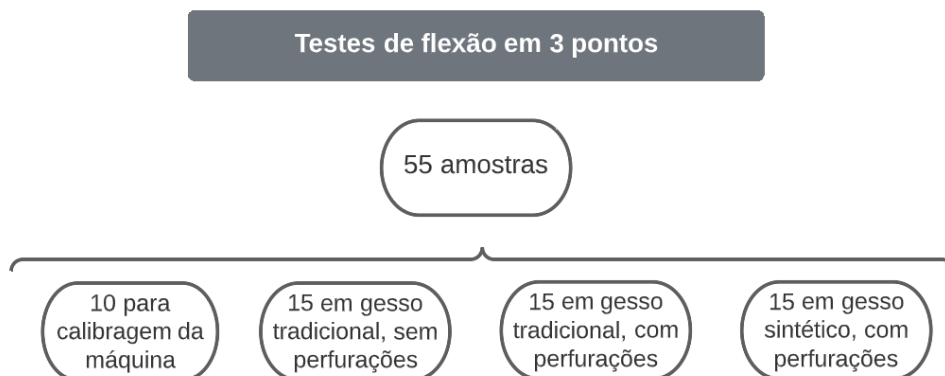 Testes de flexão em 3 pontos
55 amostras
10 para
calibragem da
máquina
15 em gesso
tradicional, sem
perfurações
15 em gesso
tradicional, com
perfurações
15 em gesso
sintético, com
perfurações